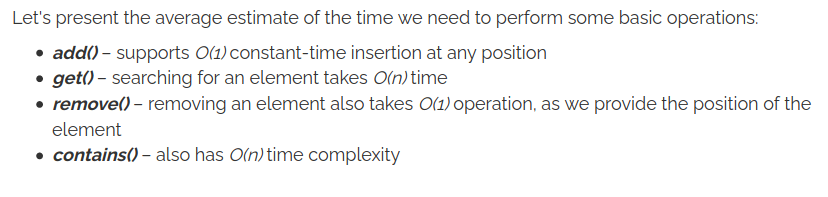 Let's present the average estimate of the time we need to perform some basic operations:
• add() – supports O(1) constant-time insertion at any position
• get() – searching for an element takes O(n) time
• remove() – removing an element also takes O(1) operation, as we provide the position of the
element
• contains() – also has O(n) time complexity